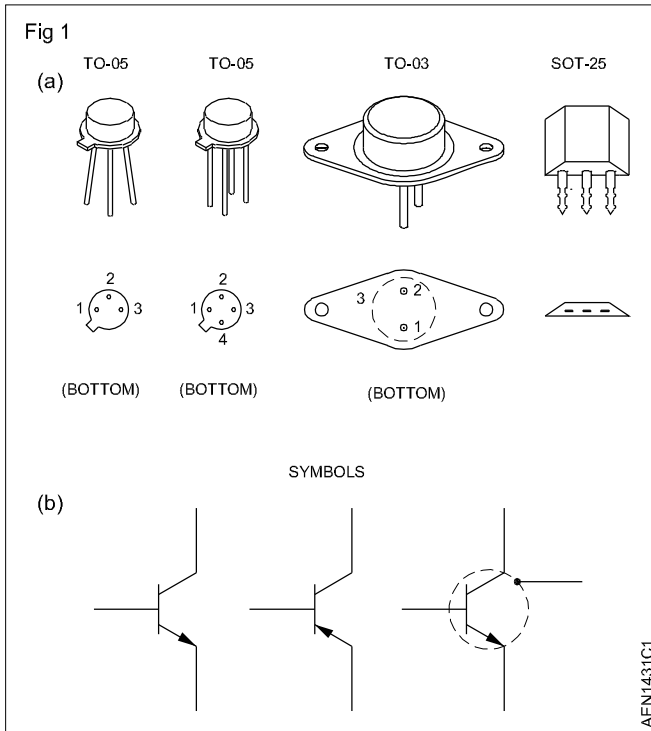 Fig 1
(a)
TO-05 TO-05 TO-03 SOT-25
2 2
1 3 1 3 3 2
4 1
(BOTTOM) (BOTTOM) (BOTTOM)
SYMBOLS
(b)
AEN1431C1